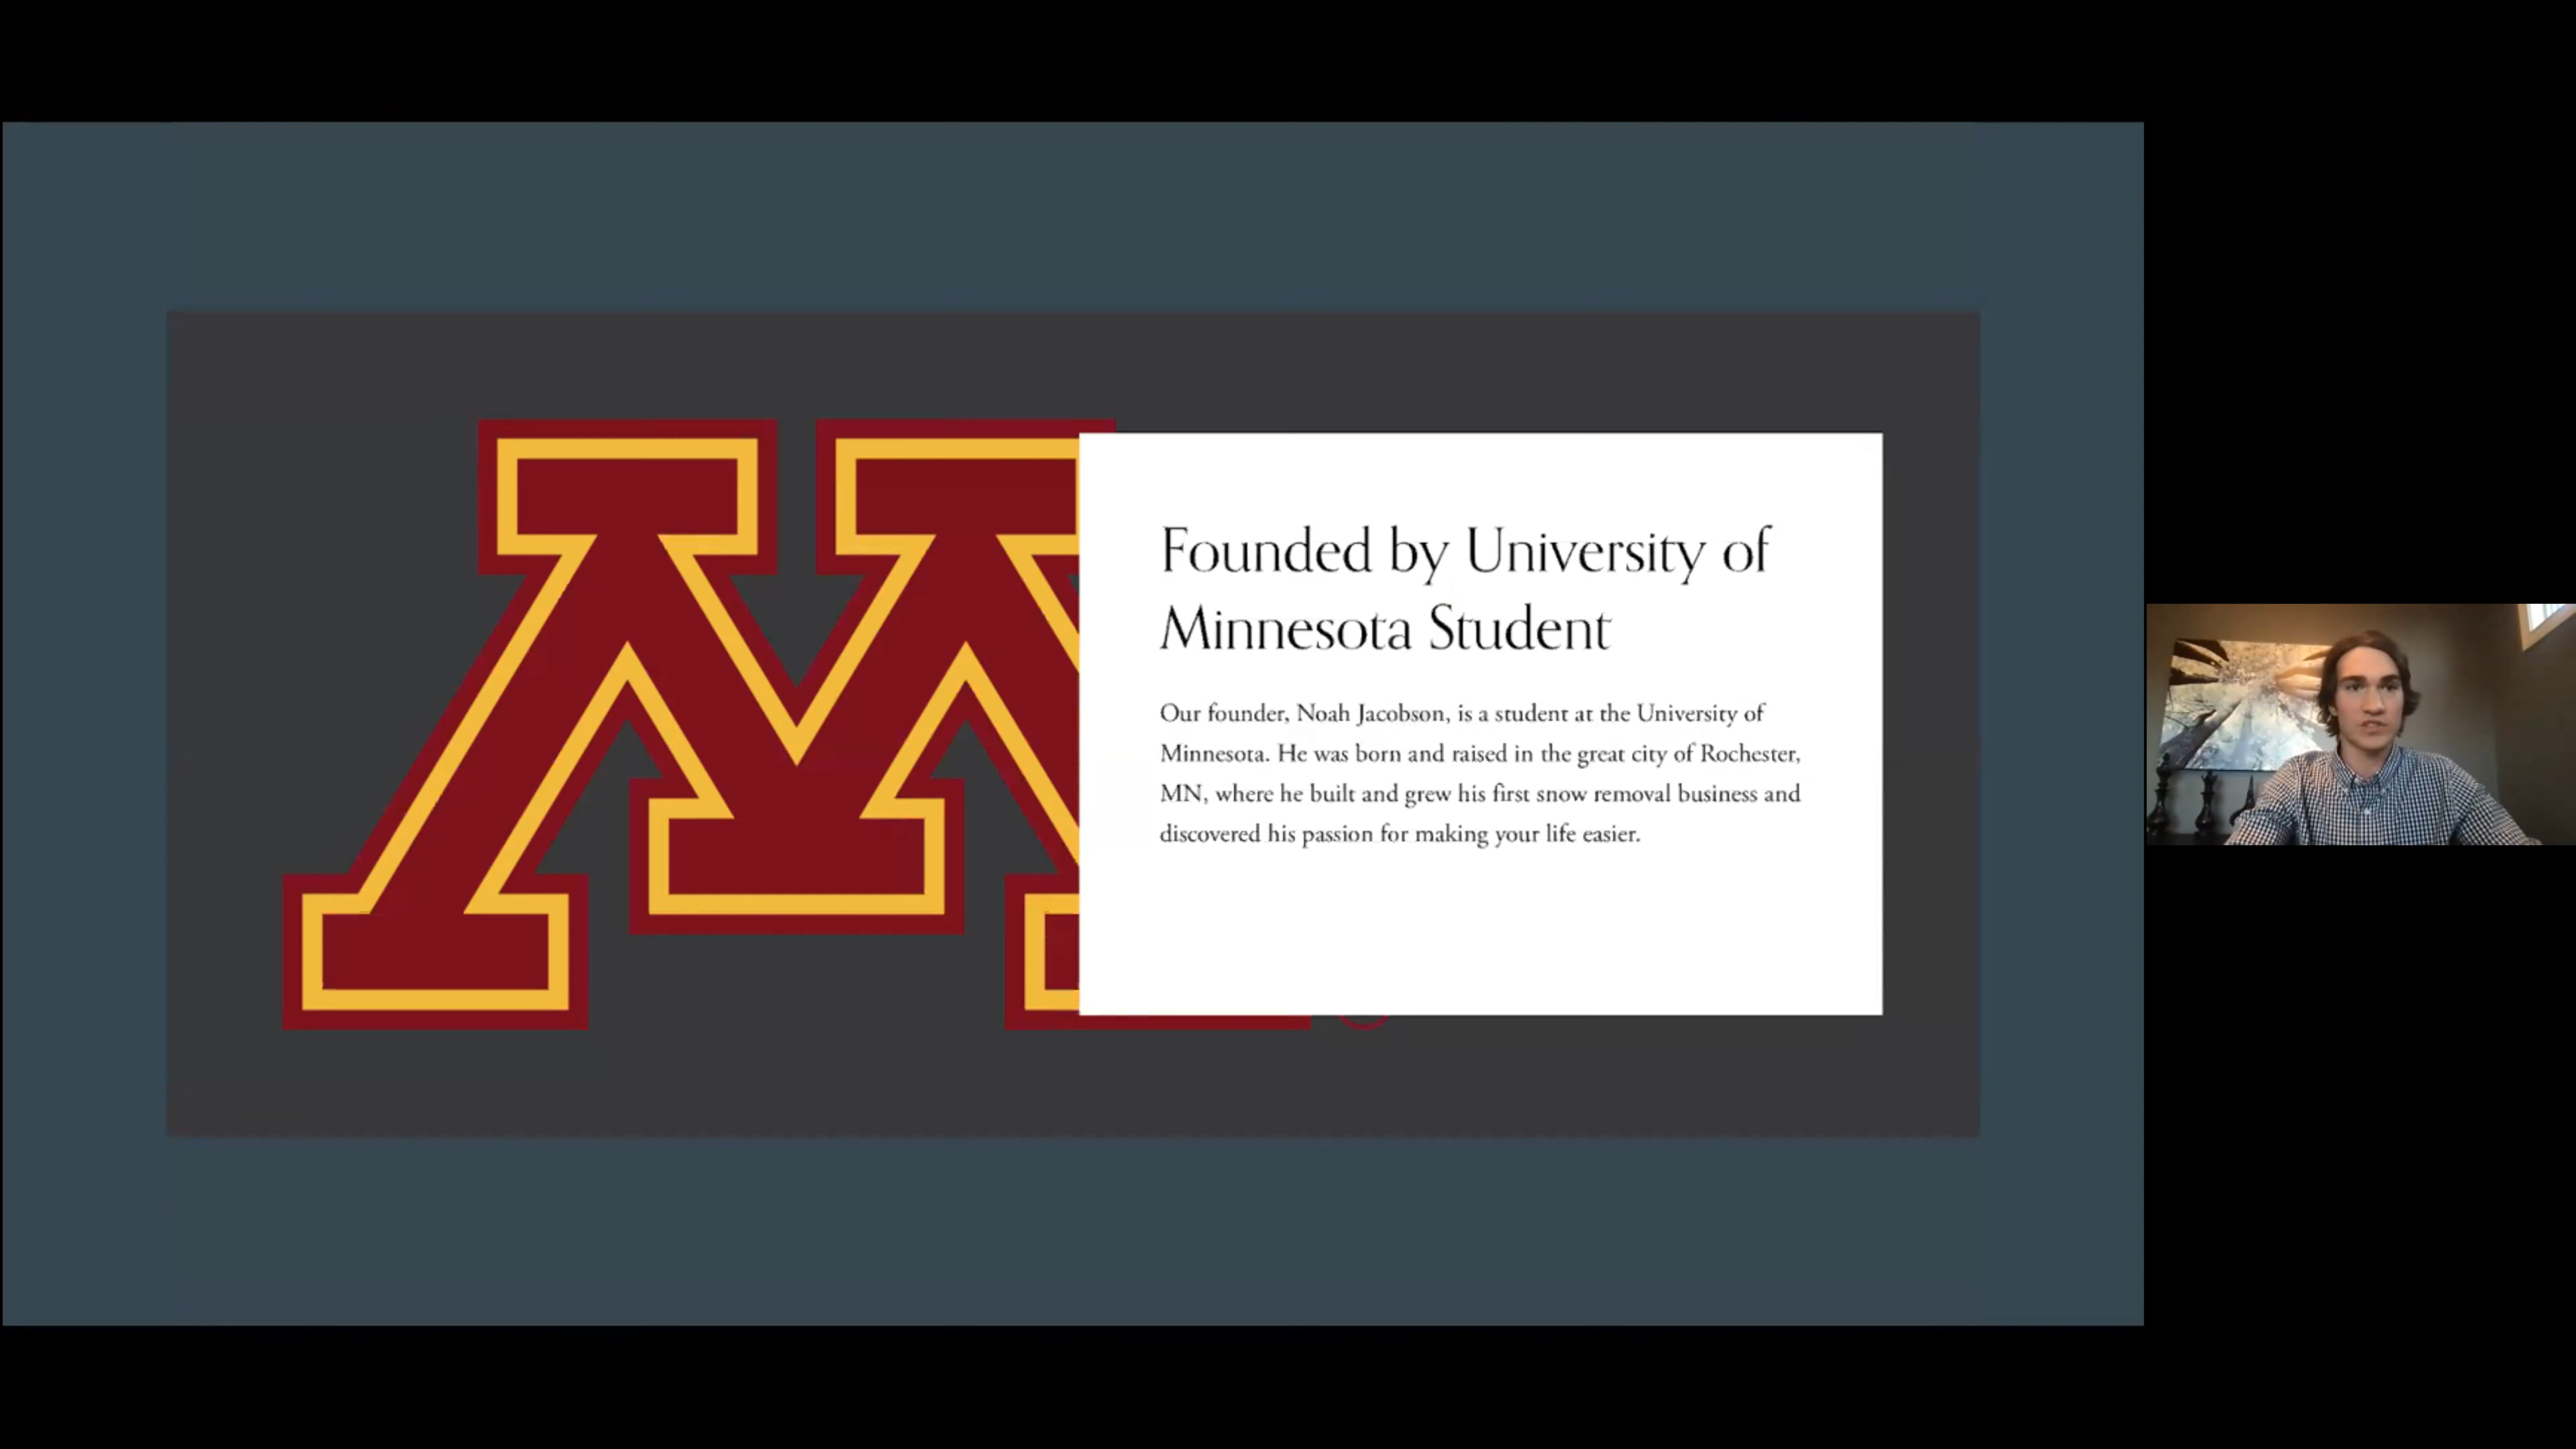 M
Founded by University of
Minnesota Student
Our founder, Noah Jacobson, is a student at the University of
Minnesota. He was born and raised in the great city of Rochester,
MN, where he built and grew his first snow removal business and
discovered his passion for making your life easier.